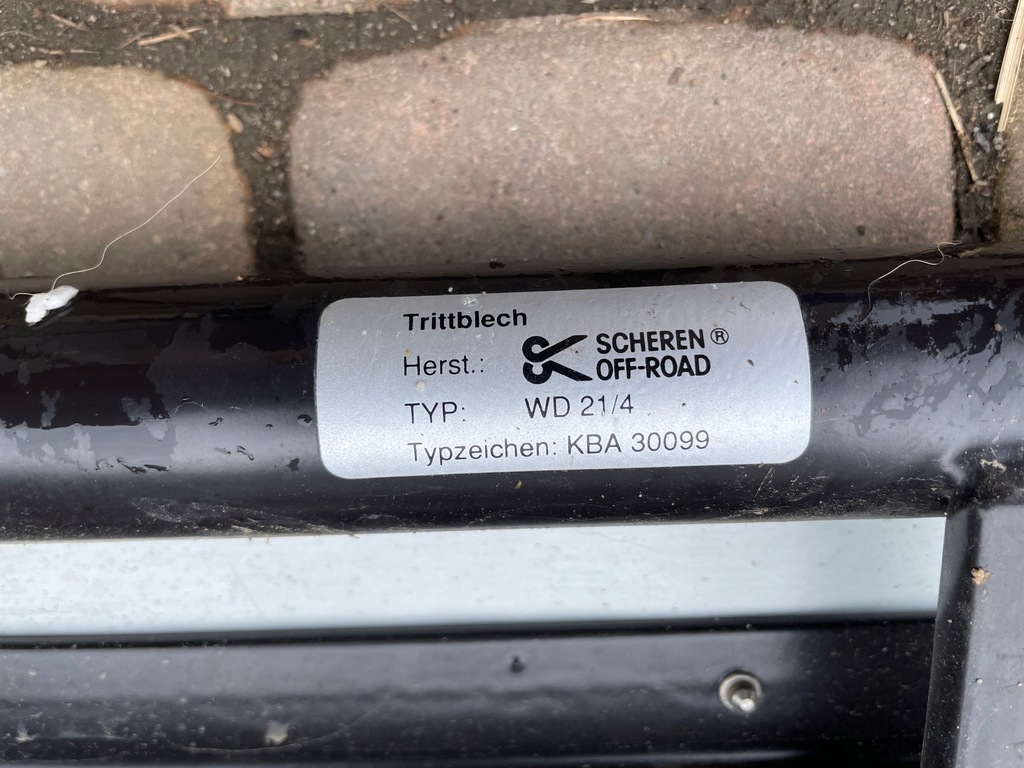 Trittblech
Herst.: SCHEREN®
OFF-ROAD
TYP: WD 21/4
Typzeichen: KBA 30099